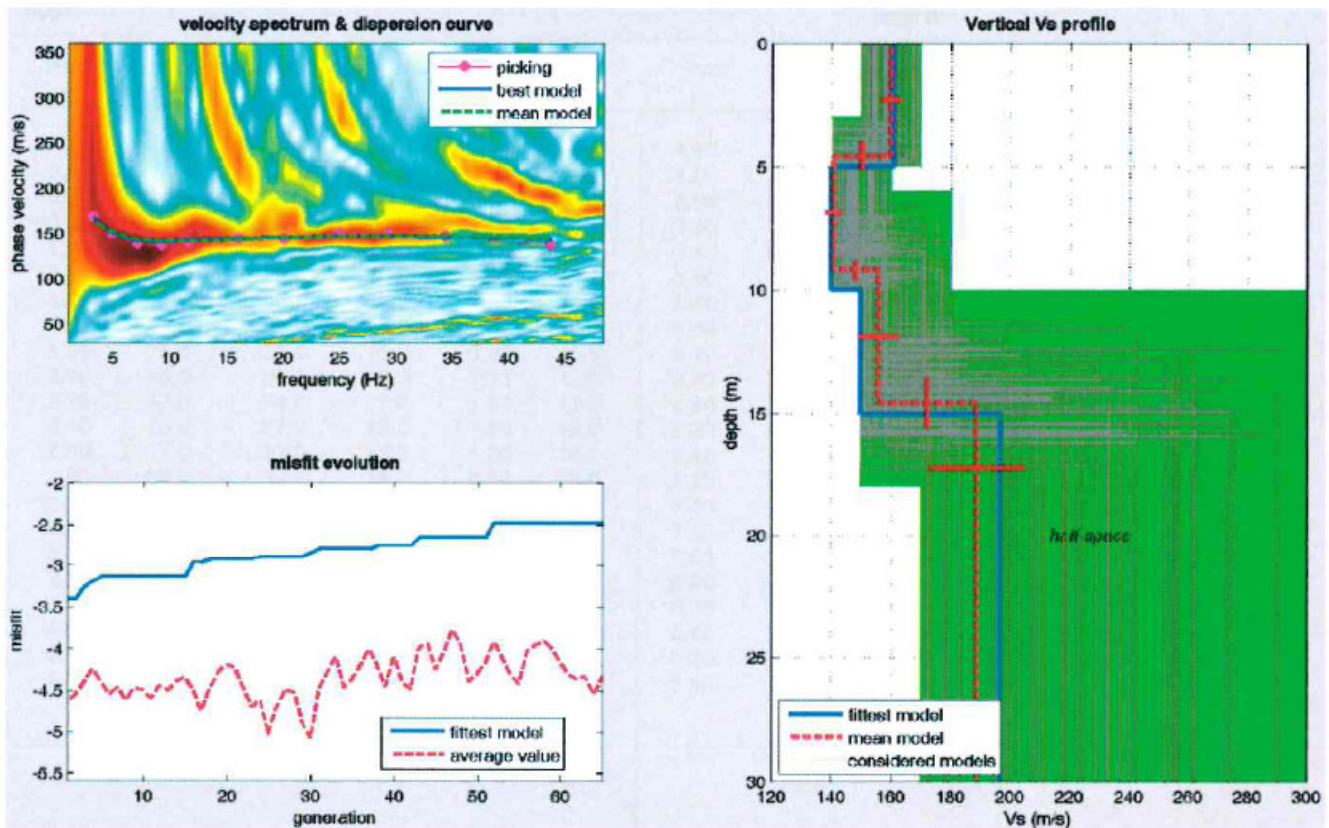 velocity spectrum & dispersion curve
350
300
250
200
150
100
50
phase velocity (m/s)
picking
best model
mean model
5
10
15
20
25
30
35
40
45
frequency (Hz)
misfit evolution
-2
-2.5
-3
-3.5
-4
-4.5
-5
-5.5
misfit
fittest model
average value
10
20
30
40
50
60
generation
Vertical Vs profile
0
5
10
15
20
25
30
depth (m)
half-space
fittest model
mean model
considered models
120
140
160
180
200
220
240
260
280
300
Vs (m/s)